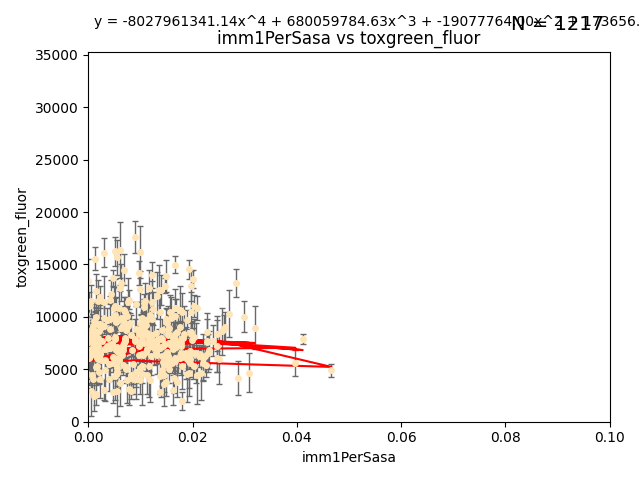 y = -8027961341.14x^4 + 680059784.63x^3 + -19077764.
N = 1217
imm1PerSasa vs toxgreen_fluor
35000
30000
25000
20000
15000
10000
5000
0
toxgreen_fluor
0.00 0.02 0.04 0.06 0.08 0.10
imm1PerSasa